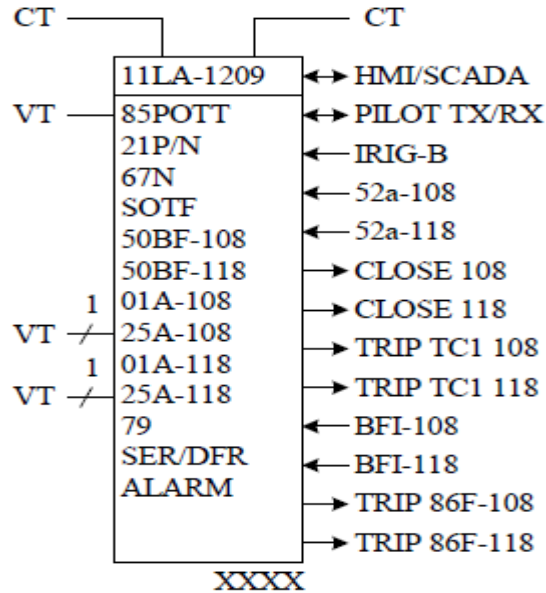 CT CT
11LA-1209 HMI/SCADA
VT 85POTT PILOT TX/RX
21P/N IRIG-B
67N
SOTF 52a-108
50BF-108 52a-118
50BF-118 CLOSE 108
1 01A-108 CLOSE 118
VT 25A-108 TRIP TC1 108
1 01A-118
VT 25A-118 TRIP TC1 118
79 BFI-108
SER/DFR BFI-118
ALARM
TRIP 86F-108
TRIP 86F-118
XXXX